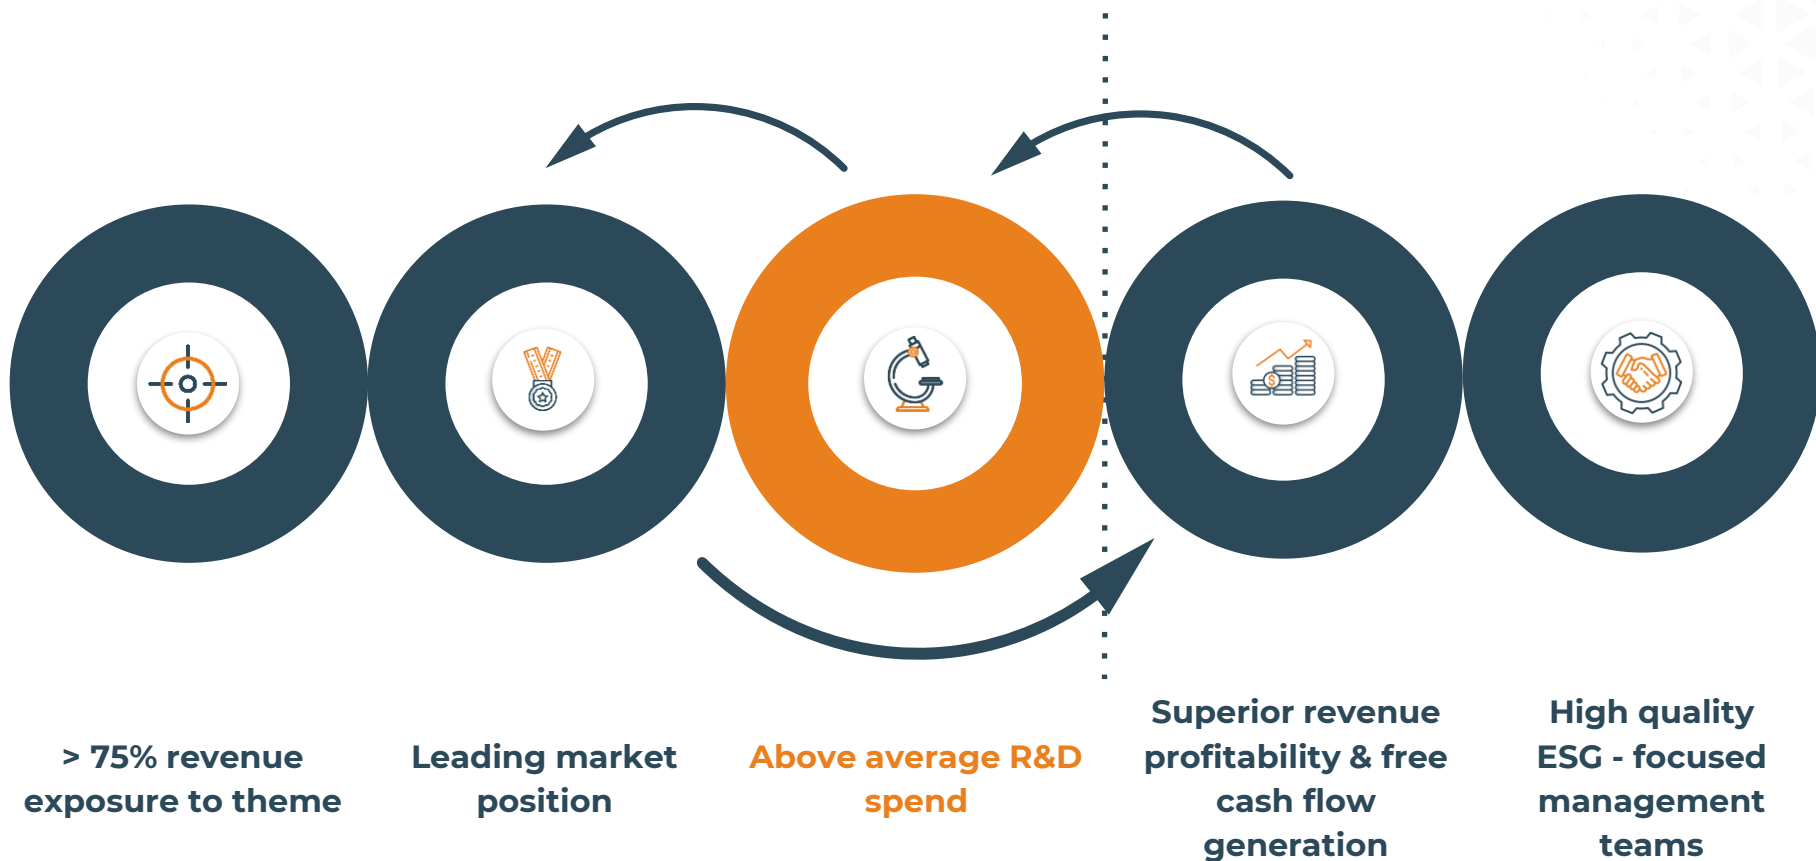 > 75% revenue
exposure to theme
Leading market
position
Above average R&D
spend
Superior revenue
profitability & free
cash flow
generation
High quality
ESG - focused
management
teams